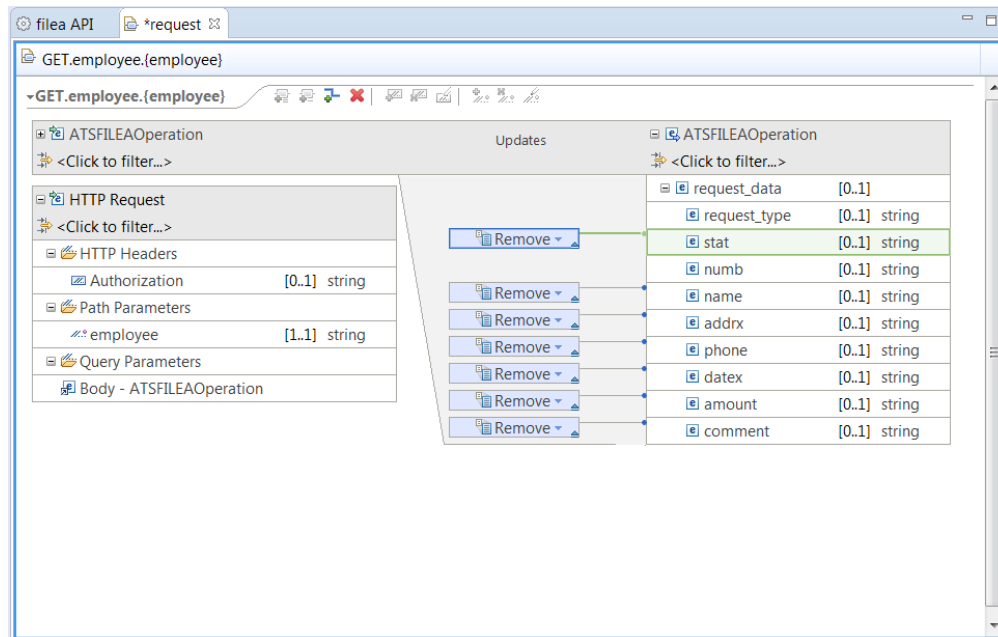 filea API
*request
GET.employee.{employee}
GET.employee.{employee}
ATSFILEAOperation
<Click to filter...>
HTTP Request
<Click to filter...>
HTTP Headers
Authorization [0..1] string
Path Parameters
employee [1..1] string
Query Parameters
Body - ATSFILEAOperation
Updates
Remove
Remove
Remove
Remove
Remove
Remove
Remove
ATSFILEAOperation
<Click to filter...>
request_data [0..1]
request_type [0..1] string
stat [0..1] string
numb [0..1] string
name [0..1] string
addrx [0..1] string
phone [0..1] string
datex [0..1] string
amount [0..1] string
comment [0..1] string